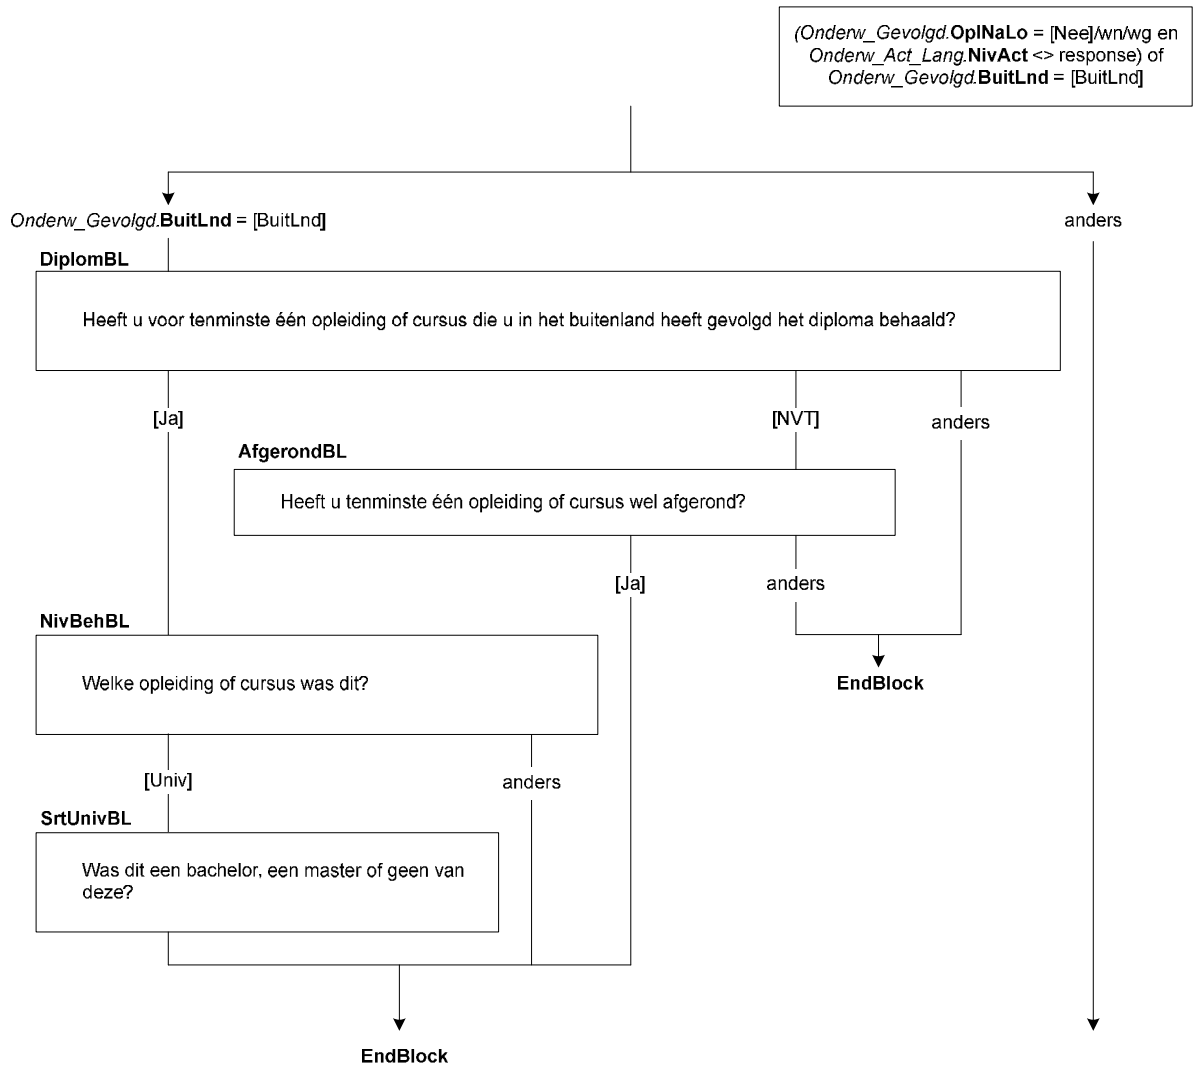 (Onderw_Gevolgd.OplNaLo = [Nee]/wn/wg en
Onderw_Act_Lang.NivAct <> response) of
Onderw_Gevolgd.BuitLnd = [BuitLnd]
Onderw_Gevolgd.BuitLnd = [BuitLnd]
anders
DiplomBL
Heeft u voor tenminste één opleiding of cursus die u in het buitenland heeft gevolgd het diploma behaald?
[Ja]
[NVT]
anders
AfgerondBL
Heeft u tenminste één opleiding of cursus wel afgerond?
[Ja]
anders
NivBehBL
Welke opleiding of cursus was dit?
EndBlock
[Univ]
anders
SrtUnivBL
Was dit een bachelor, een master of geen van
deze?
EndBlock